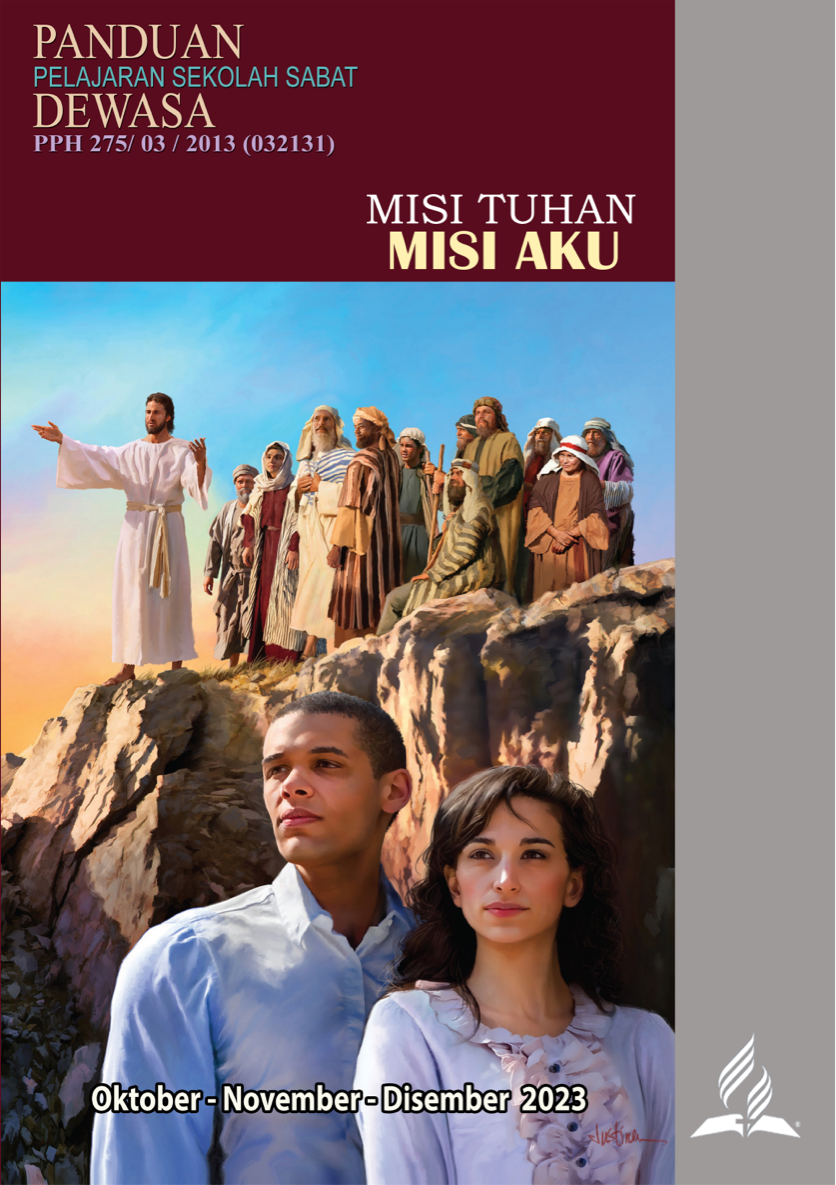 PANDUAN
PELAJARAN SEKOLAH SABAT
DEWASA
PPH 275/ 03 / 2013 (032131)
MISI TUHAN
MISI AKU
Oktober - November - Disember 2023